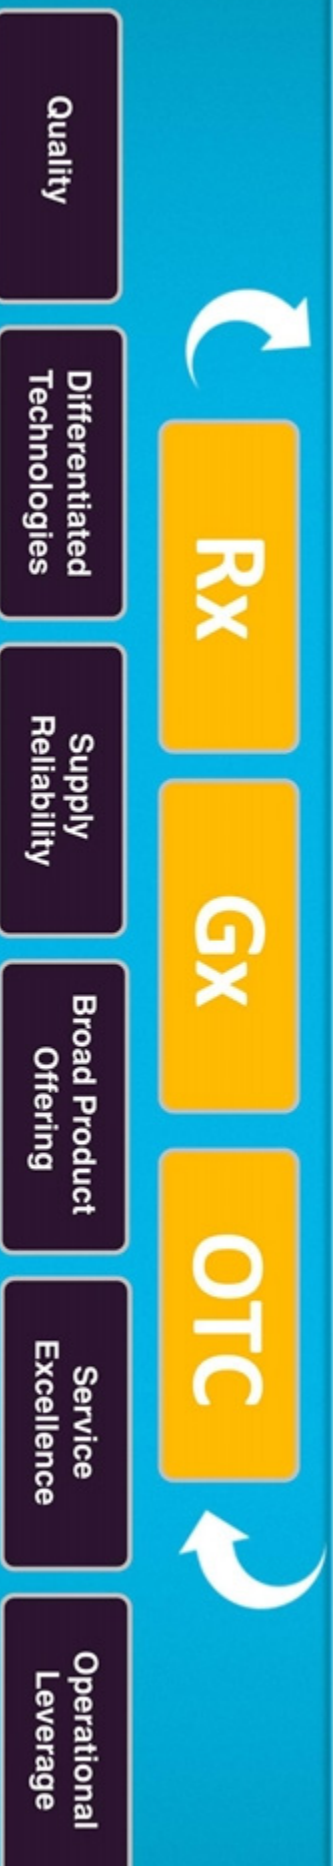 Rx
Gx
OTC
Quality
Differentiated
Technologies
Supply
Reliability
Broad Product
Offering
Service
Excellence
Operational
Leverage